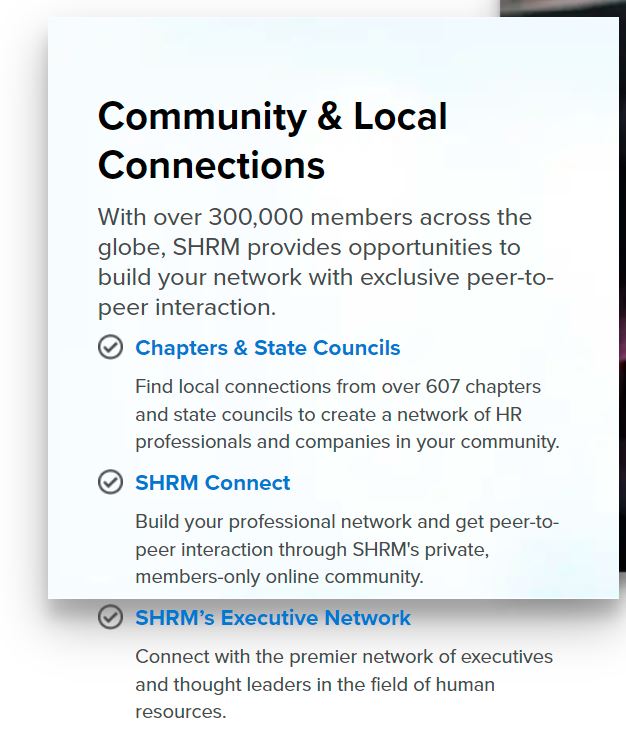 Community & Local
Connections
With over 300,000 members across the
globe, SHRM provides opportunities to
build your network with exclusive peer-to-
peer interaction.
Chapters & State Councils
Find local connections from over 607 chapters
and state councils to create a network of HR
professionals and companies in your community.
SHRM Connect
Build your professional network and get peer-to-
peer interaction through SHRM's private,
members-only online community.
SHRM’s Executive Network
Connect with the premier network of executives
and thought leaders in the field of human
resources.